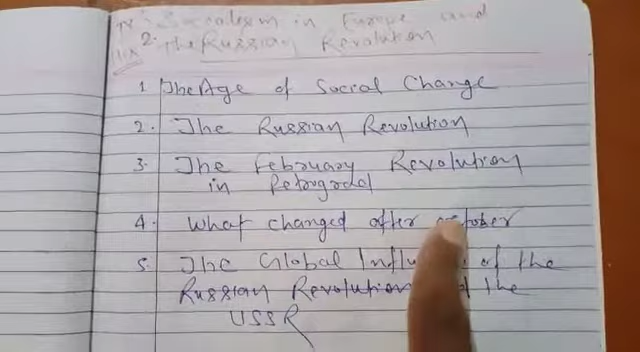 2. Socialism in Europe and
The Russian Revolution
1 The Age of Social Change
2. The Russian Revolution
3. The February Revolution
in Petrograd
4. What changed after october
5. The Global of the
Russian Revolution the
USSR